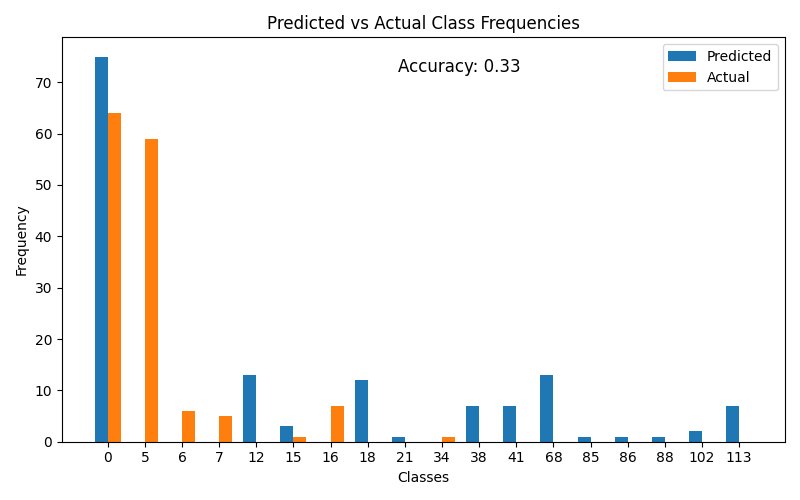 Predicted vs Actual Class Frequencies
Accuracy: 0.33
Predicted
Actual
Frequency
70
60
50
40
30
20
10
0
0 5 6 7 12 15 16 18 21 34 38 41 68 85 86 88 102 113
Classes